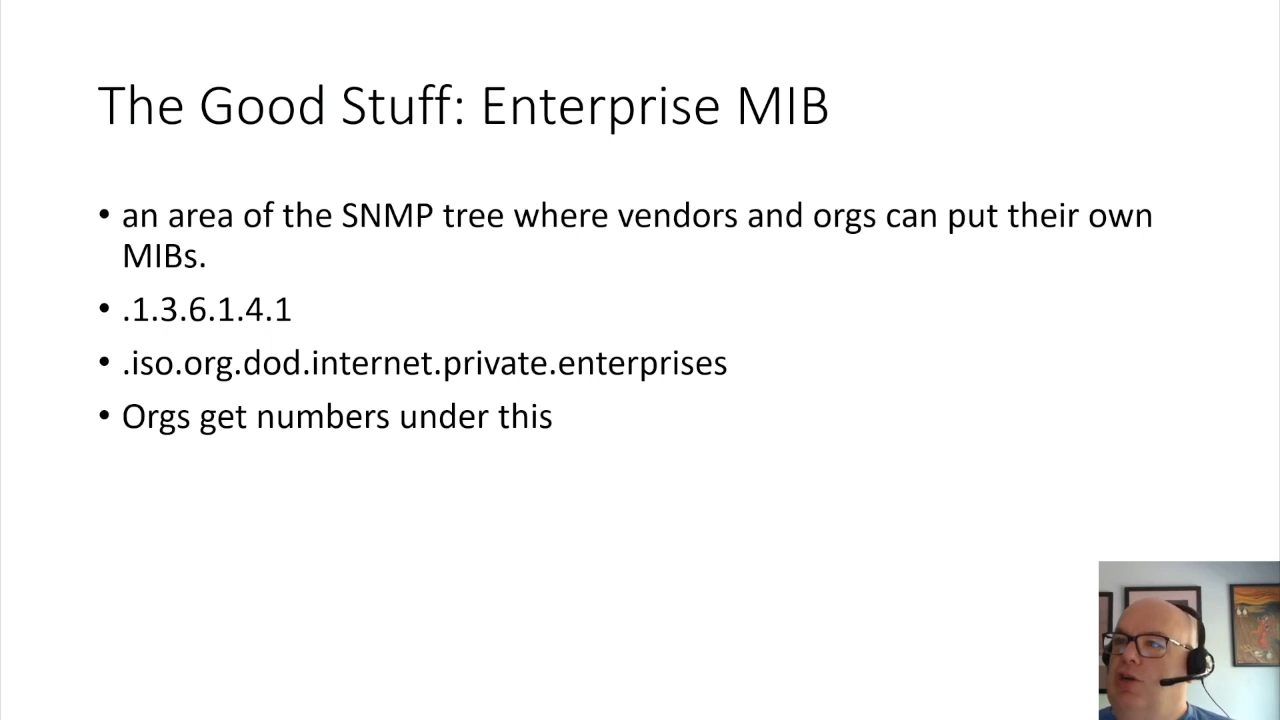 The Good Stuff: Enterprise MIB
• an area of the SNMP tree where vendors and orgs can put their own
MIBs.
• .1.3.6.1.4.1
• .iso.org.dod.internet.private.enterprises
• Orgs get numbers under this